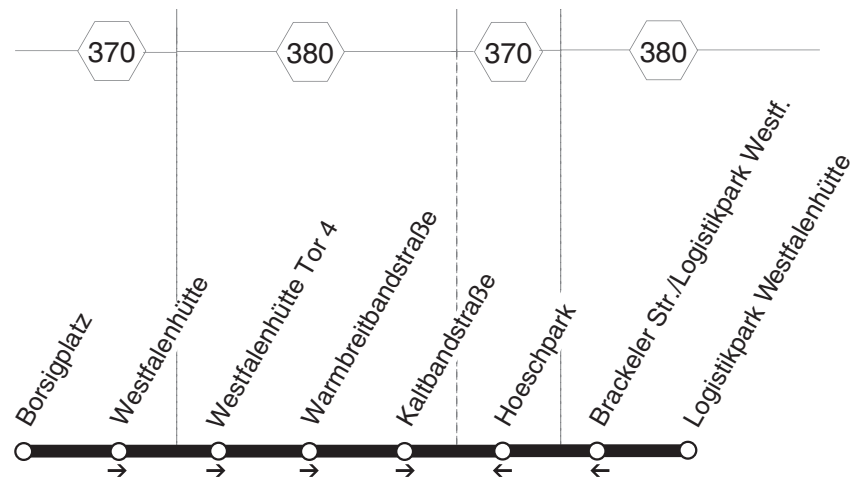 370
380
370
380
Borsigplatz
Westfalenhütte
Westfalenhütte Tor 4
Warmbreitbandstraße
Kaltbandstraße
Hoeschpark
Brackeler Str./Logistikpark Westf.
Logistikpark Westfalenhütte